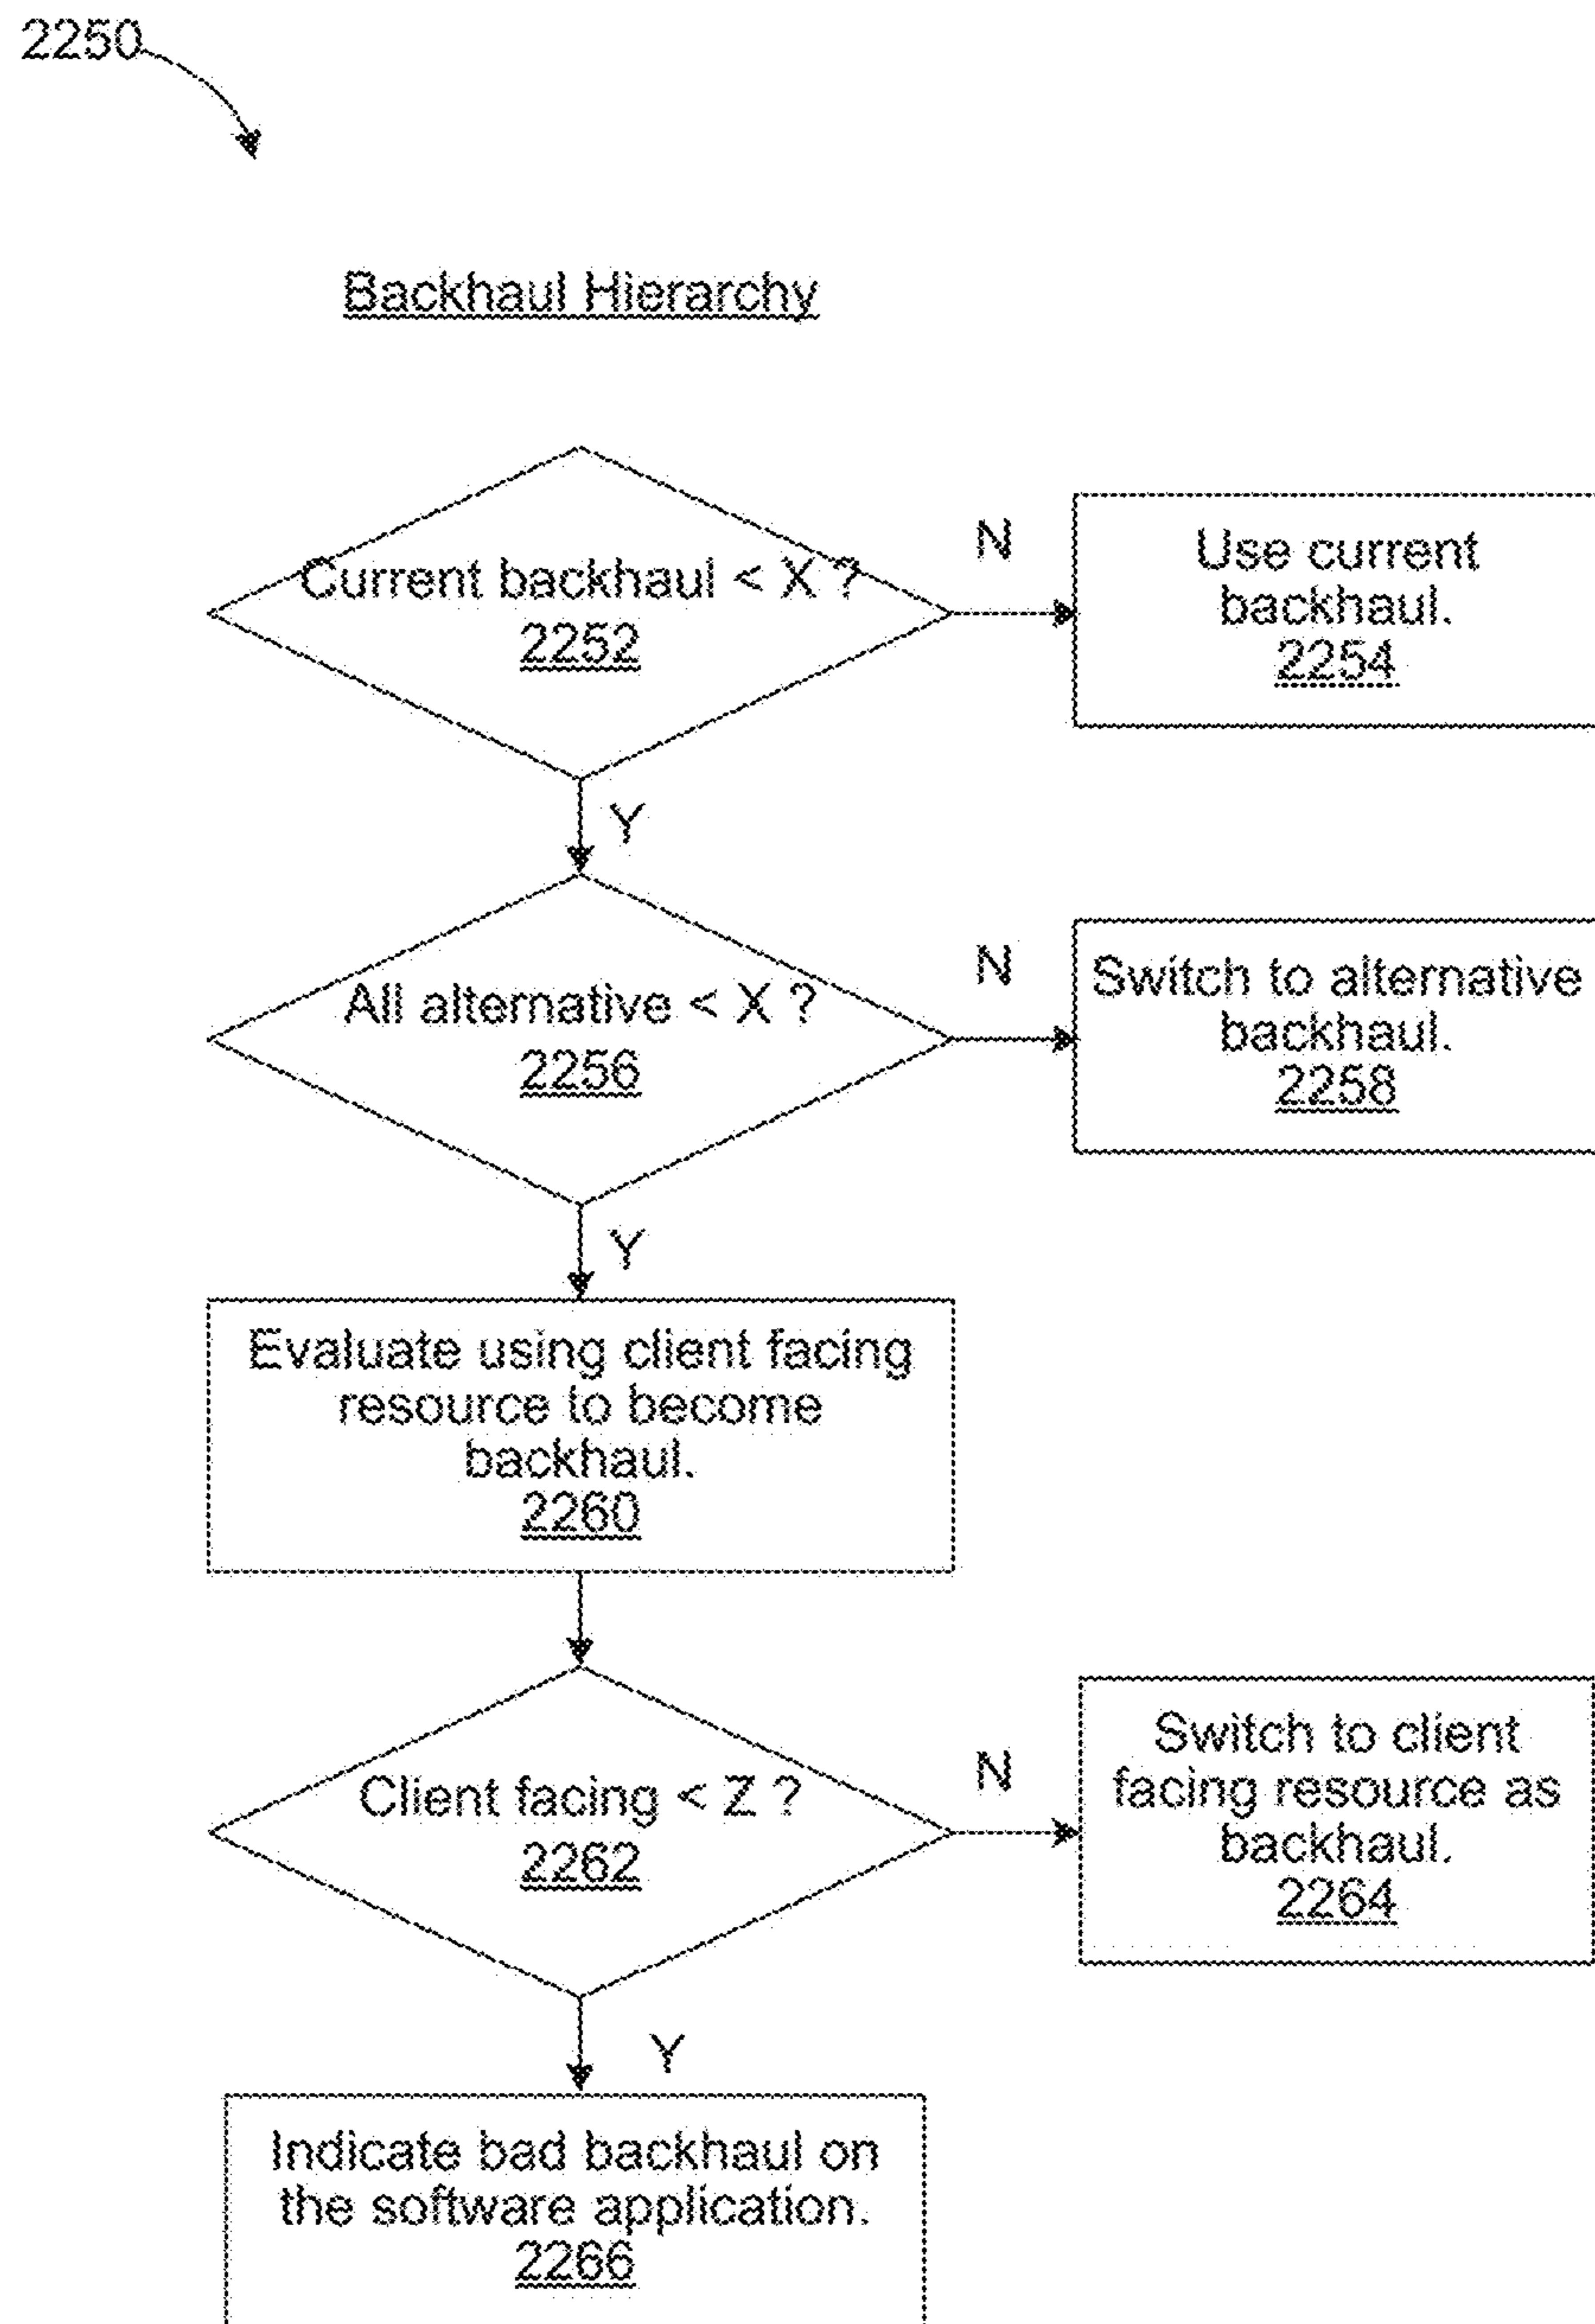 2250
Backhaul Hierarchy
Current backhaul < X ?
2252
N
Use current
backhaul.
2254
Y
All alternative < X ?
2256
N
Switch to alternative
backhaul.
2258
Y
Evaluate using client facing
resource to become
backhaul.
2260
Client facing < Z ?
2262
N
Switch to client
facing resource as
backhaul.
2264
Y
Indicate bad backhaul on
the software application.
2266